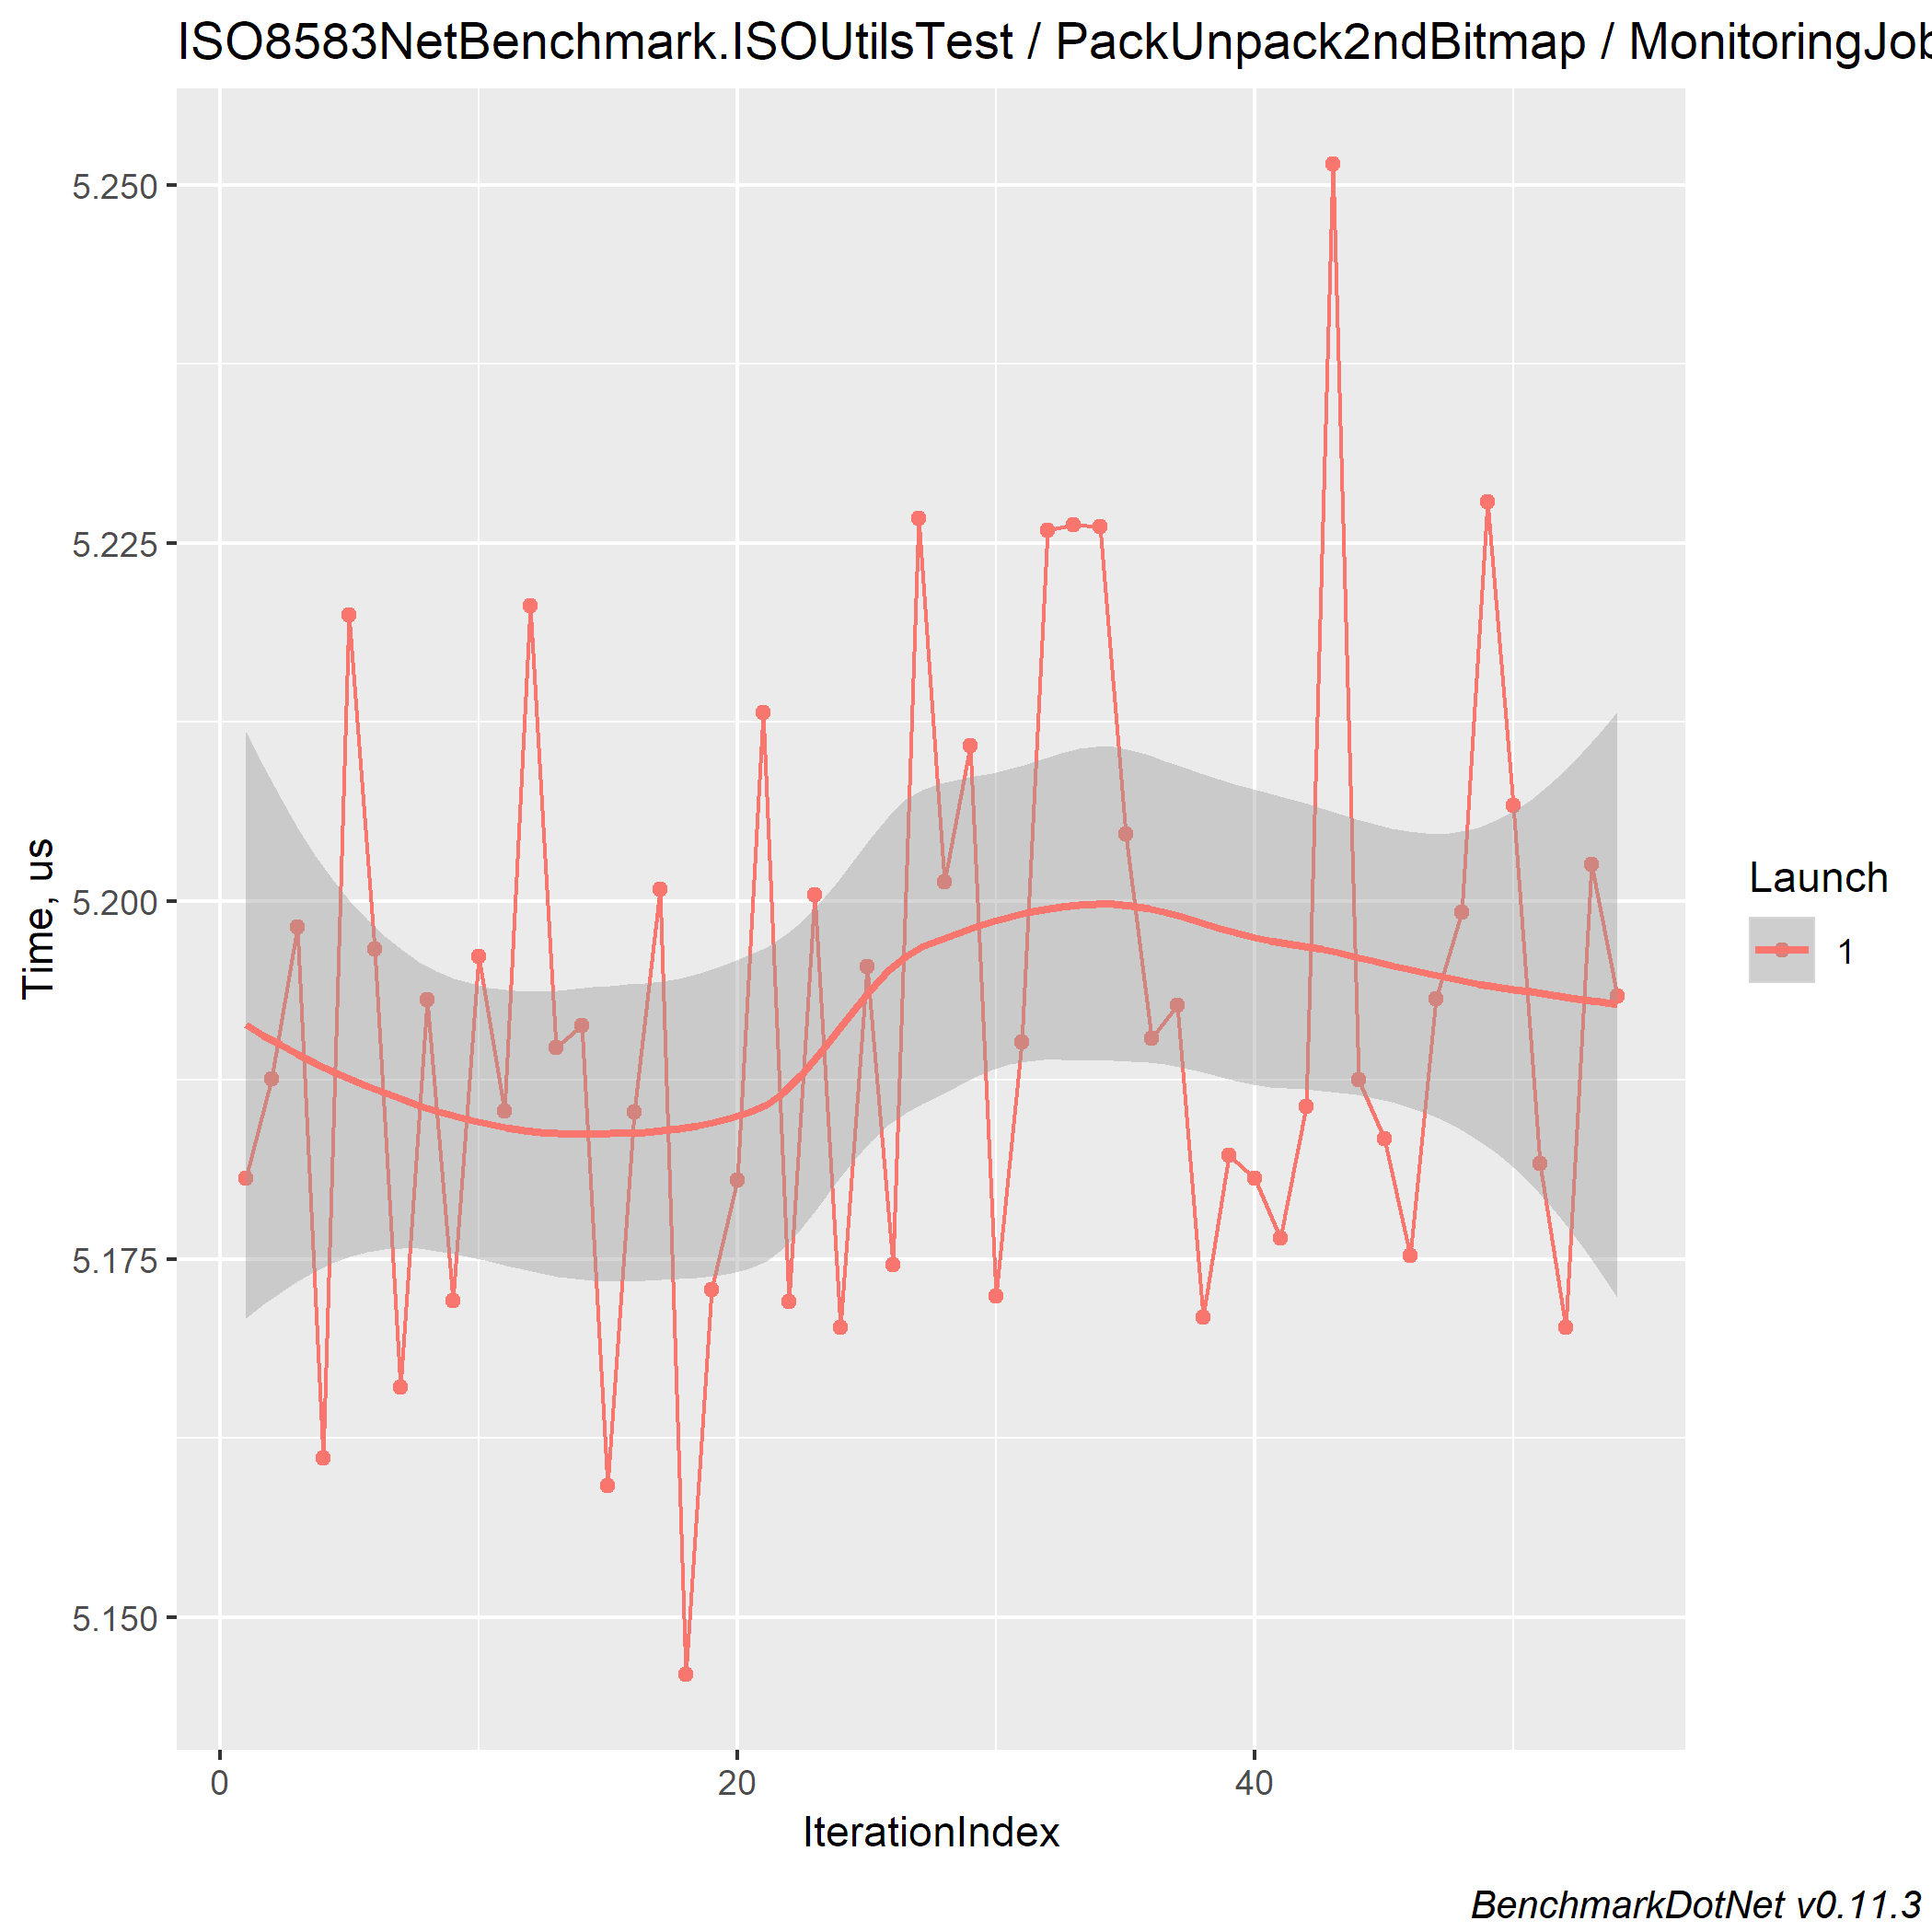 ISO8583NetBenchmark.ISOUtilsTest / PackUnpack2ndBitmap / MonitoringJob
5.250
5.225
5.200
5.175
5.150
Time, us
0 20 40
IterationIndex
Launch
1
BenchmarkDotNet v0.11.3